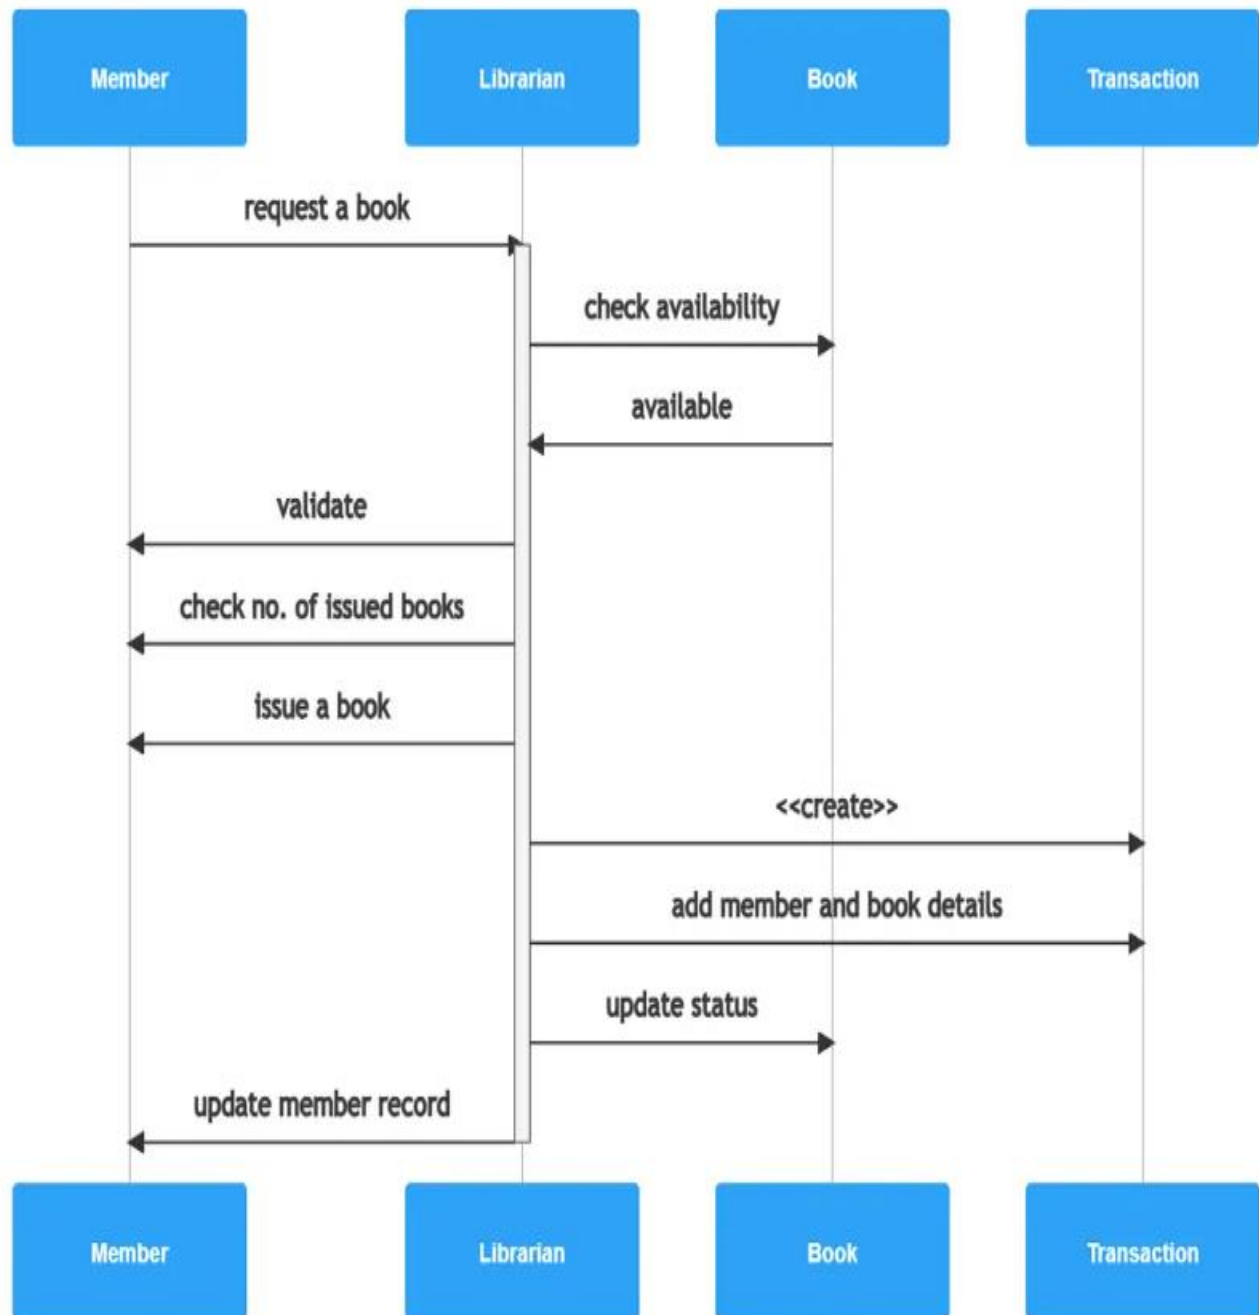 Member
Librarian
Book
Transaction
request a book
check availability
available
validate
check no. of issued books
issue a book
<<create>>
add member and book details
update status
update member record
Member
Librarian
Book
Transaction